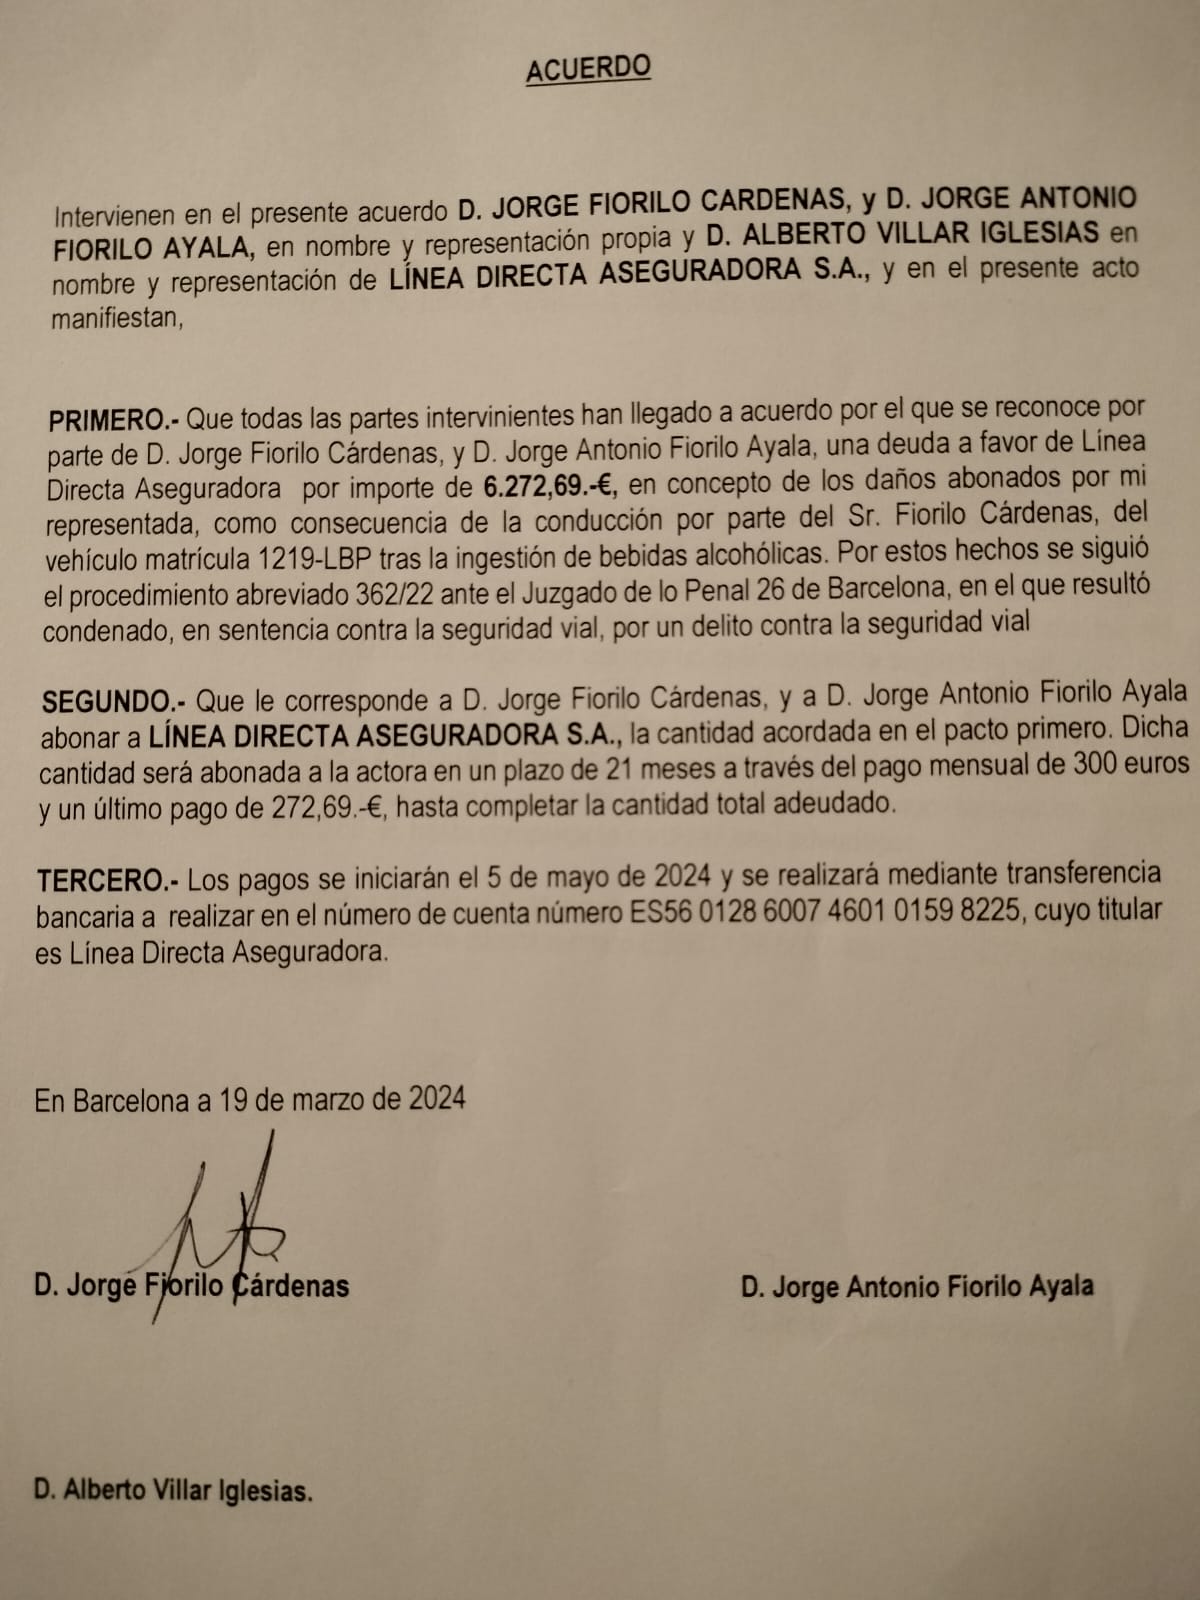 ACUERDO
Intervienen en el presente acuerdo D. JORGE FIORILO CARDENAS, y D. JORGE ANTONIO
FIORILO AYALA, en nombre y representación propia y D. ALBERTO VILLAR IGLESIAS en
nombre y representación de LÍNEA DIRECTA ASEGURADORA S.A., y en el presente acto
manifiestan,
PRIMERO.- Que todas las partes intervinientes han llegado a acuerdo por el que se reconoce por
parte de D. Jorge Fiorilo Cárdenas, y D. Jorge Antonio Fiorilo Ayala, una deuda a favor de Línea
Directa Aseguradora por importe de 6.272,69.-€, en concepto de los daños abonados por mi
representada, como consecuencia de la conducción por parte del Sr. Fiorilo Cárdenas, del
vehículo matrícula 1219-LBP tras la ingestión de bebidas alcohólicas. Por estos hechos se siguió
el procedimiento abreviado 362/22 ante el Juzgado de lo Penal 26 de Barcelona, en el que resultó
condenado, en sentencia contra la seguridad vial, por un delito contra la seguridad vial
SEGUNDO.- Que le corresponde a D. Jorge Fiorilo Cárdenas, y a D. Jorge Antonio Fiorilo Ayala
abonar a LÍNEA DIRECTA ASEGURADORA S.A., la cantidad acordada en el pacto primero. Dicha
cantidad será abonada a la actora en un plazo de 21 meses a través del pago mensual de 300 euros
y un último pago de 272,69.-€, hasta completar la cantidad total adeudado.
TERCERO.- Los pagos se iniciarán el 5 de mayo de 2024 y se realizará mediante transferencia
bancaria a realizar en el número de cuenta número ES56 0128 6007 4601 0159 8225, cuyo titular
es Línea Directa Aseguradora.
En Barcelona a 19 de marzo de 2024
D. Jorge Fiorilo Cárdenas
D. Jorge Antonio Fiorilo Ayala
D. Alberto Villar Iglesias.